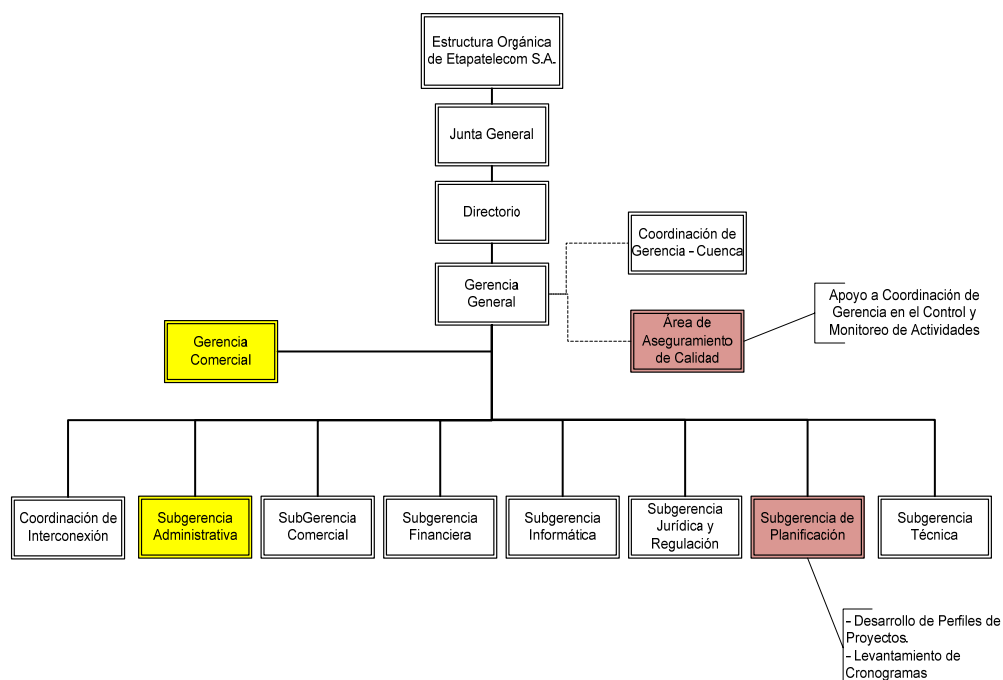 Estructura Orgánica
de Etapatelecom S.A.
Junta General
Directorio
Gerencia
General
Coordinación de
Gerencia - Cuenca
Área de
Aseguramiento
de Calidad
Apoyo a Coordinación de
Gerencia en el Control y
Monitoreo de Actividades
Gerencia
Comercial
Coordinación de
Interconexión
Subgerencia
Administrativa
SubGerencia
Comercial
Subgerencia
Financiera
Subgerencia
Informática
Subgerencia
Jurídica y
Regulación
Subgerencia de
Planificación
Subgerencia
Técnica
- Desarrollo de Perfiles de
Proyectos.
- Levantamiento de
Cronogramas